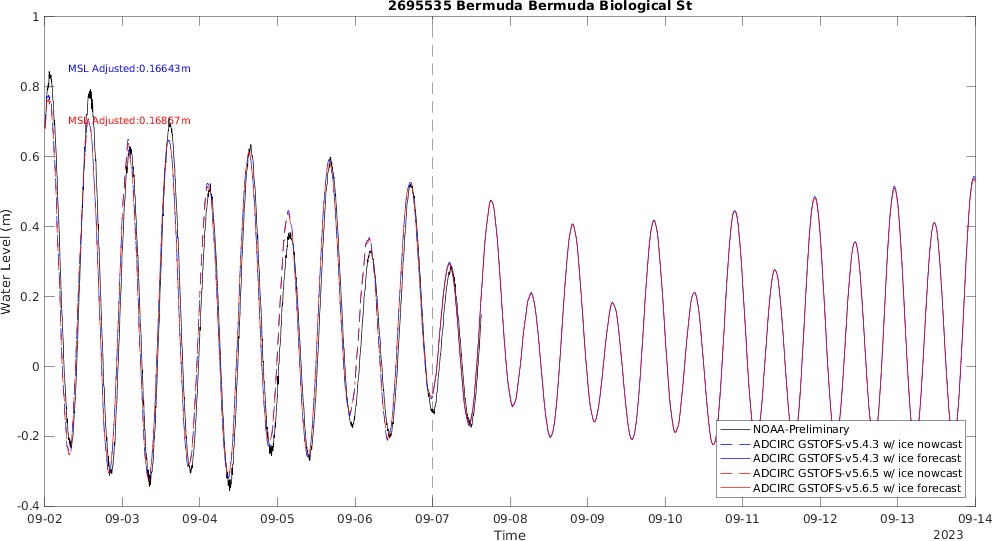 2695535 Bermuda Bermuda Biological St
1
0.8
0.6
0.4
0.2
0
-0.2
-0.4
Water Level (m)
MSL Adjusted:0.16643m
MSL Adjusted:0.16867m
NOAA-Preliminary
ADCIRC GSTOFS-v5.4.3 w/ ice nowcast
ADCIRC GSTOFS-v5.4.3 w/ ice forecast
ADCIRC GSTOFS-v5.6.5 w/ ice nowcast
ADCIRC GSTOFS-v5.6.5 w/ ice forecast
09-02 09-03 09-04 09-05 09-06 09-07 09-08 09-09 09-10 09-11 09-12 09-13 09-14
Time
2023